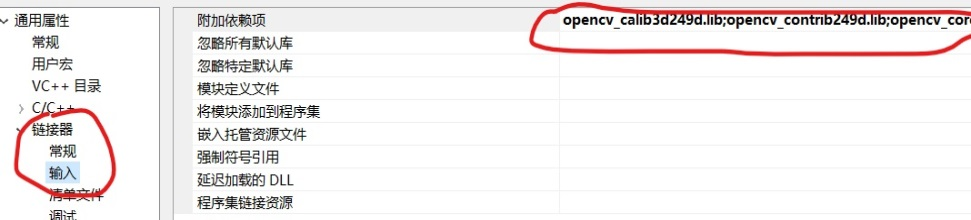 通用属性
常规
用户宏
VC++ 目录
C/C++
链接器
常规
输入
清单文件
调试
附加依赖项 opencv_calib3d249d.lib;opencv_contrib249d.lib;opencv_cor
忽略所有默认库
忽略特定默认库
模块定义文件
将模块添加到程序集
嵌入托管资源文件
强制符号引用
延迟加载的 DLL
程序集链接资源